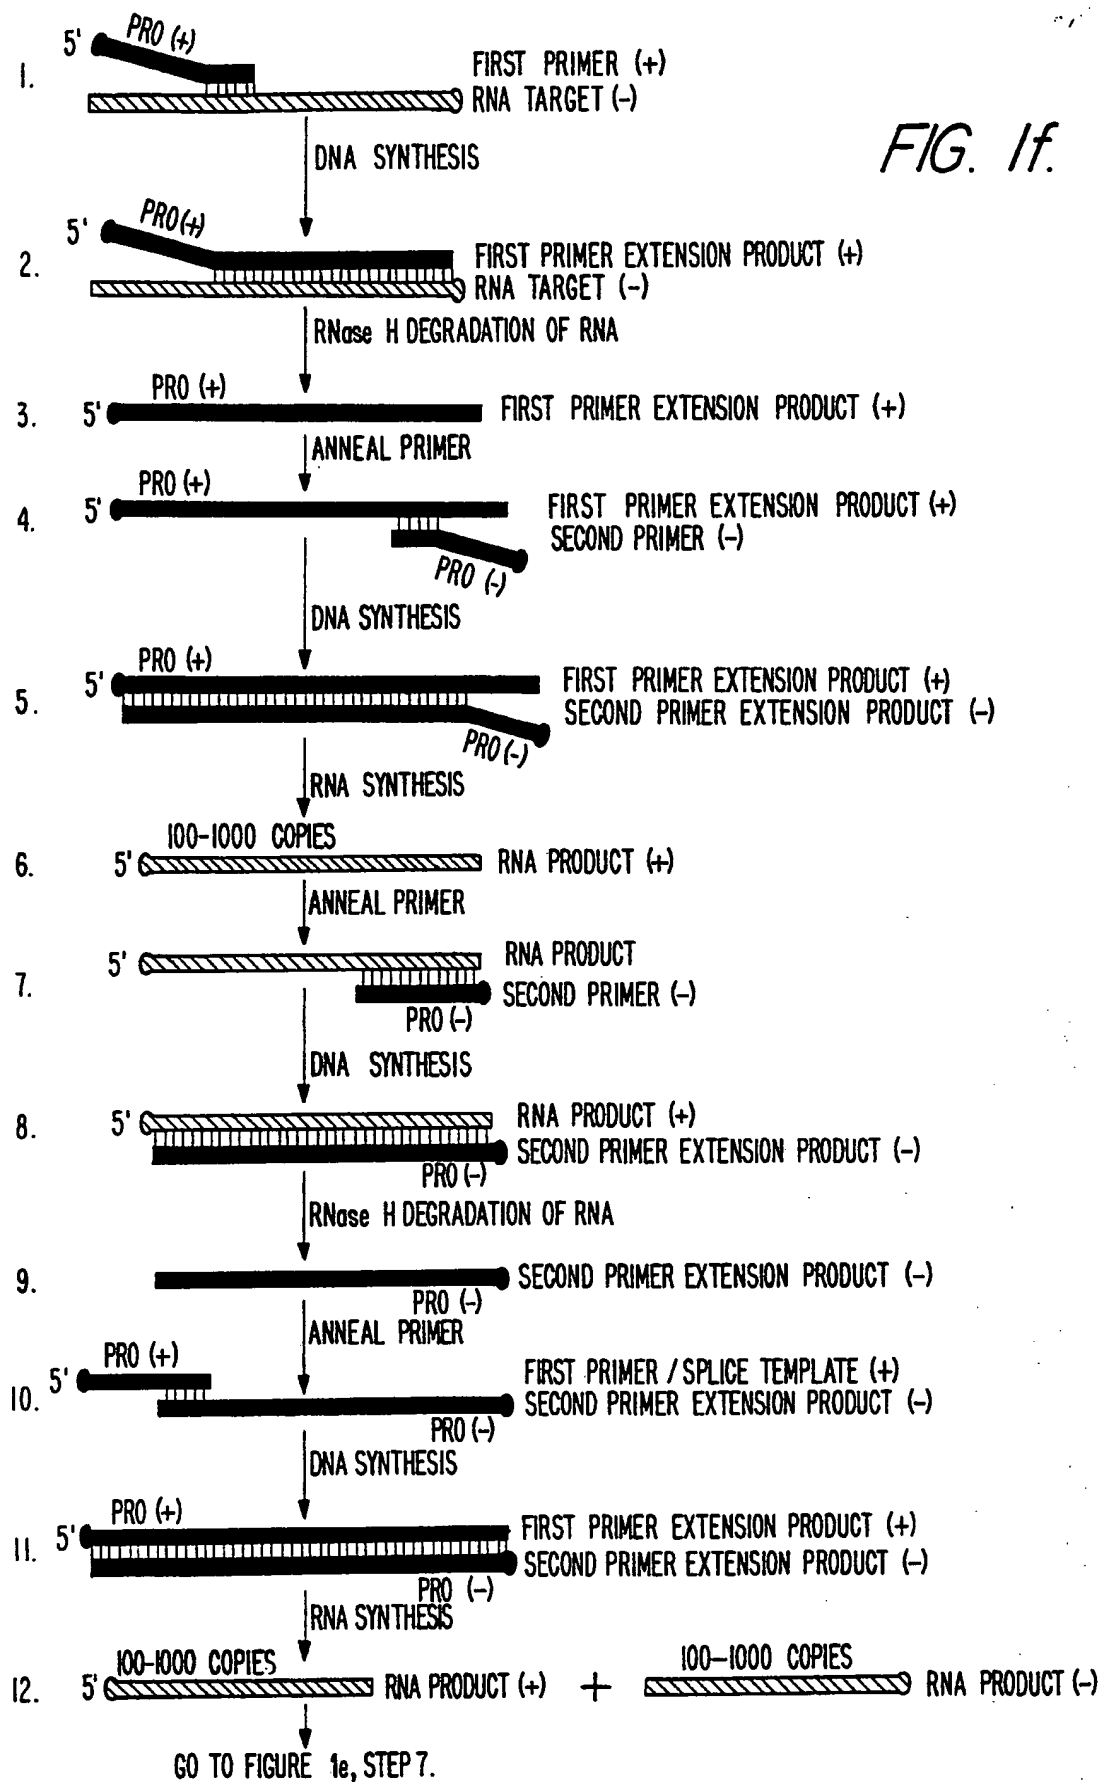 FIG. 1f.
1.
5'
PRO (+)
FIRST PRIMER (+)
RNA TARGET (-)
DNA SYNTHESIS
2.
5'
PRO (+)
FIRST PRIMER EXTENSION PRODUCT (+)
RNA TARGET (-)
RNase H DEGRADATION OF RNA
3.
PRO (+)
5'
FIRST PRIMER EXTENSION PRODUCT (+)
ANNEAL PRIMER
4.
PRO (+)
5'
FIRST PRIMER EXTENSION PRODUCT (+)
SECOND PRIMER (-)
PRO (-)
DNA SYNTHESIS
5.
PRO (+)
5'
FIRST PRIMER EXTENSION PRODUCT (+)
SECOND PRIMER EXTENSION PRODUCT (-)
PRO (-)
RNA SYNTHESIS
100-1000 COPIES
6.
5'
RNA PRODUCT (+)
ANNEAL PRIMER
7.
5'
RNA PRODUCT
SECOND PRIMER (-)
PRO (-)
DNA SYNTHESIS
8.
5'
RNA PRODUCT (+)
SECOND PRIMER EXTENSION PRODUCT (-)
PRO (-)
RNase H DEGRADATION OF RNA
9.
SECOND PRIMER EXTENSION PRODUCT (-)
PRO (-)
ANNEAL PRIMER
10.
PRO (+)
5'
FIRST PRIMER / SPLICE TEMPLATE (+)
SECOND PRIMER EXTENSION PRODUCT (-)
PRO (-)
DNA SYNTHESIS
11.
PRO (+)
5'
FIRST PRIMER EXTENSION PRODUCT (+)
SECOND PRIMER EXTENSION PRODUCT (-)
PRO (-)
RNA SYNTHESIS
12.
100-1000 COPIES
5'
RNA PRODUCT (+)
+
100-1000 COPIES
RNA PRODUCT (-)
GO TO FIGURE 1e, STEP 7.